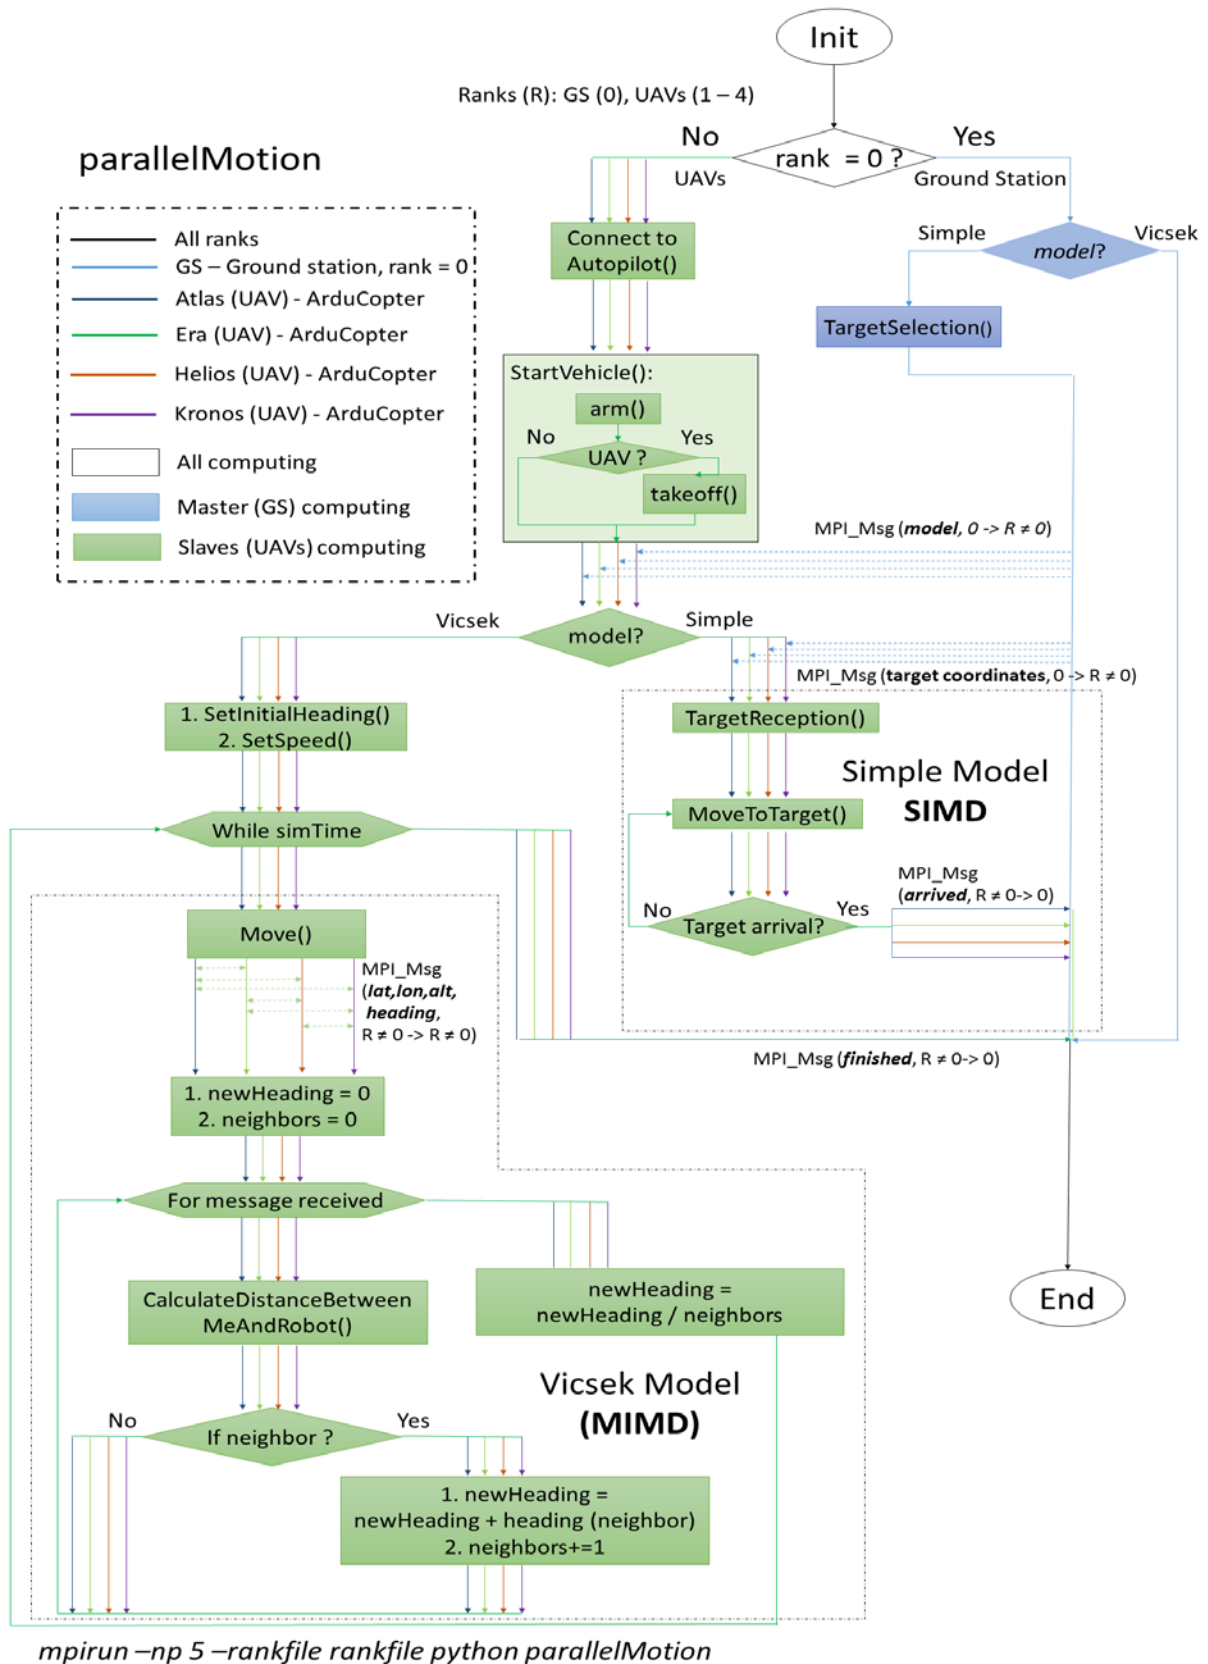 Init
Ranks (R): GS (0), UAVs (1 – 4)
No
Yes
rank = 0 ?
UAVs
Ground Station
parallelMotion
All ranks
GS – Ground station, rank = 0
Atlas (UAV) - ArduCopter
Era (UAV) - ArduCopter
Helios (UAV) - ArduCopter
Kronos (UAV) - ArduCopter
All computing
Master (GS) computing
Slaves (UAVs) computing
Connect to
Autopilot()
Simple
Vicsek
model?
TargetSelection()
StartVehicle():
arm()
No
Yes
UAV ?
takeoff()
MPI_Msg (model, 0 -> R ≠ 0)
Vicsek
Simple
model?
MPI_Msg (target coordinates, 0 -> R ≠ 0)
1. SetInitialHeading()
2. SetSpeed()
TargetReception()
Simple Model
SIMD
While simTime
MoveToTarget()
MPI_Msg
(arrived, R ≠ 0-> 0)
No
Yes
Target arrival?
Move()
MPI_Msg
(lat,lon,alt,
heading,
R ≠ 0 -> R ≠ 0)
MPI_Msg (finished, R ≠ 0-> 0)
1. newHeading = 0
2. neighbors = 0
For message received
CalculateDistanceBetween
MeAndRobot()
newHeading =
newHeading / neighbors
End
Vicsek Model
(MIMD)
No
Yes
If neighbor ?
1. newHeading =
newHeading + heading (neighbor)
2. neighbors+=1
mpirun –np 5 –rankfile rankfile python parallelMotion